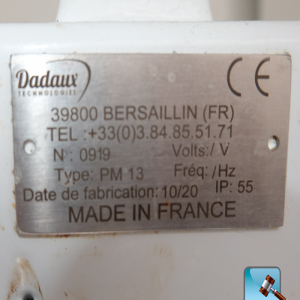 Dadaux
TECHNOLOGIES
CE
39800 BERSAILLIN (FR)
TEL :+33(0)3.84.85.51.71
N°: 0919 Volts:/ V
Type: PM 13 Fréq: /Hz
Date de fabrication: 10/20 IP: 55
MADE IN FRANCE